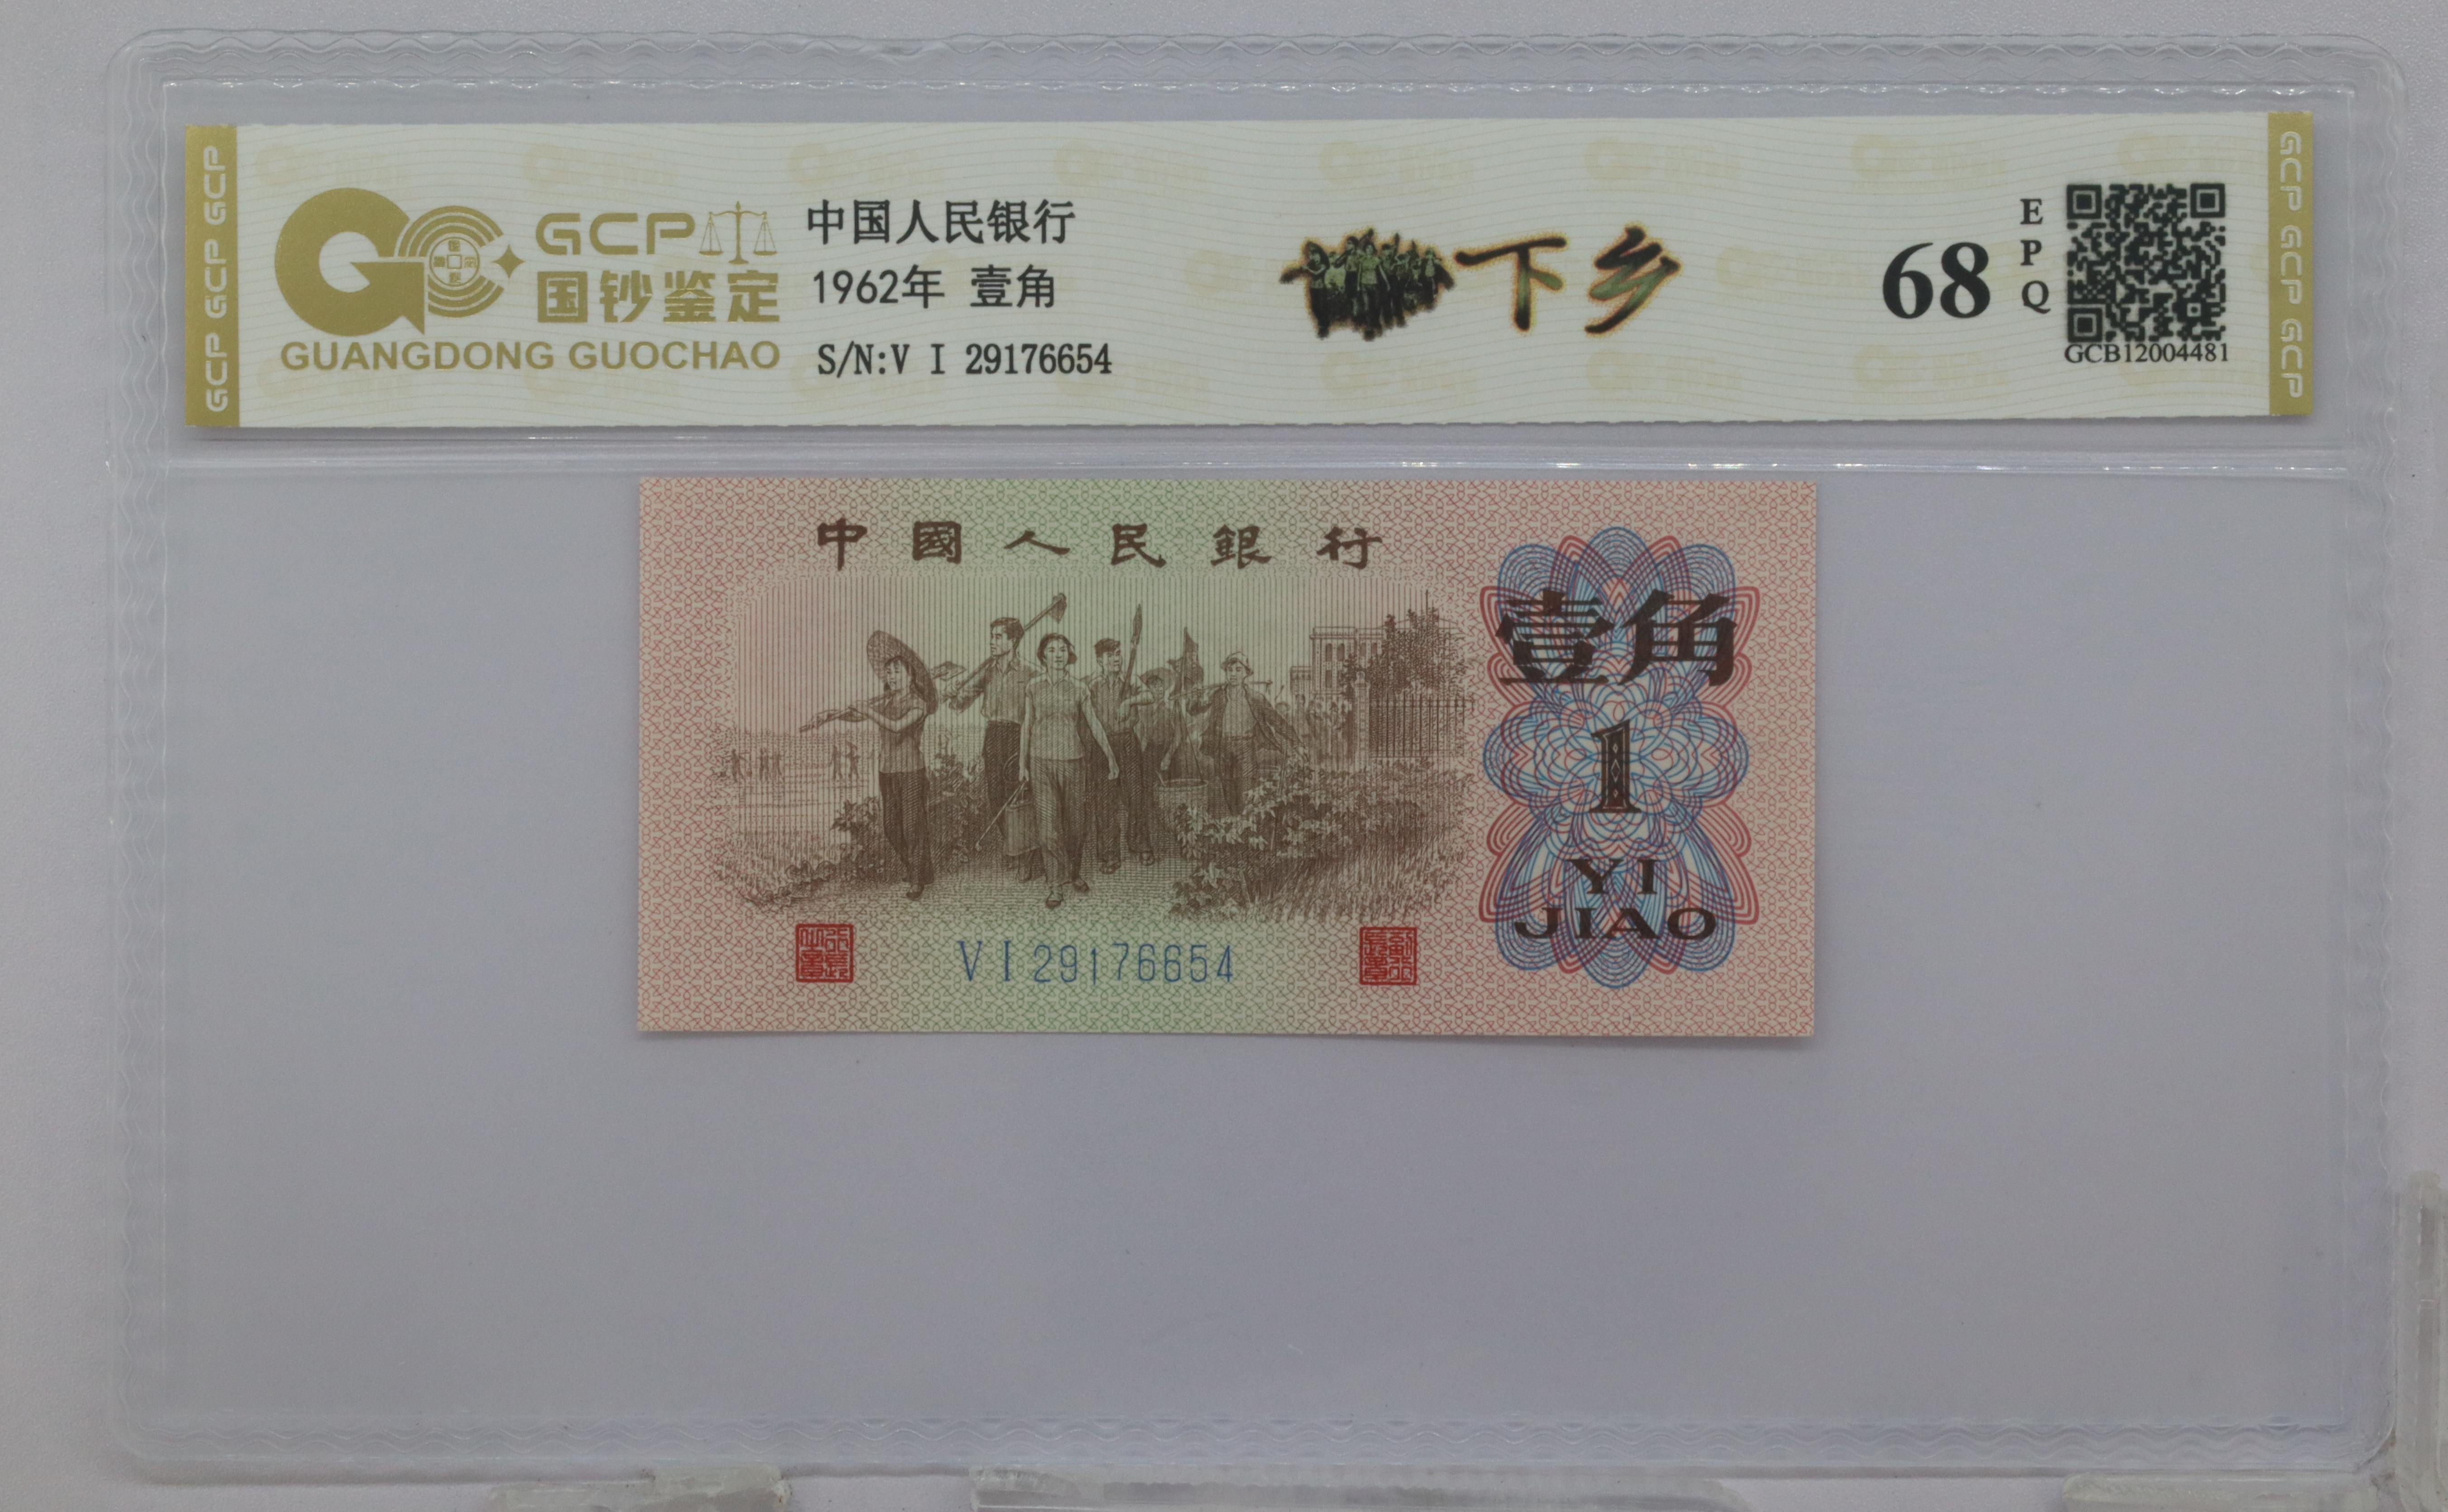 GCP GCP GCP
GCP
国钞鉴定
GUANGDONG GUOCHAO
中国人民银行
1962年 壹角
S/N:V I 29176654
下乡
68
EPQ
GCB12004481
GCP GCP GCP
中國人民銀行
壹角
1
YI
JIAO
VI29176654